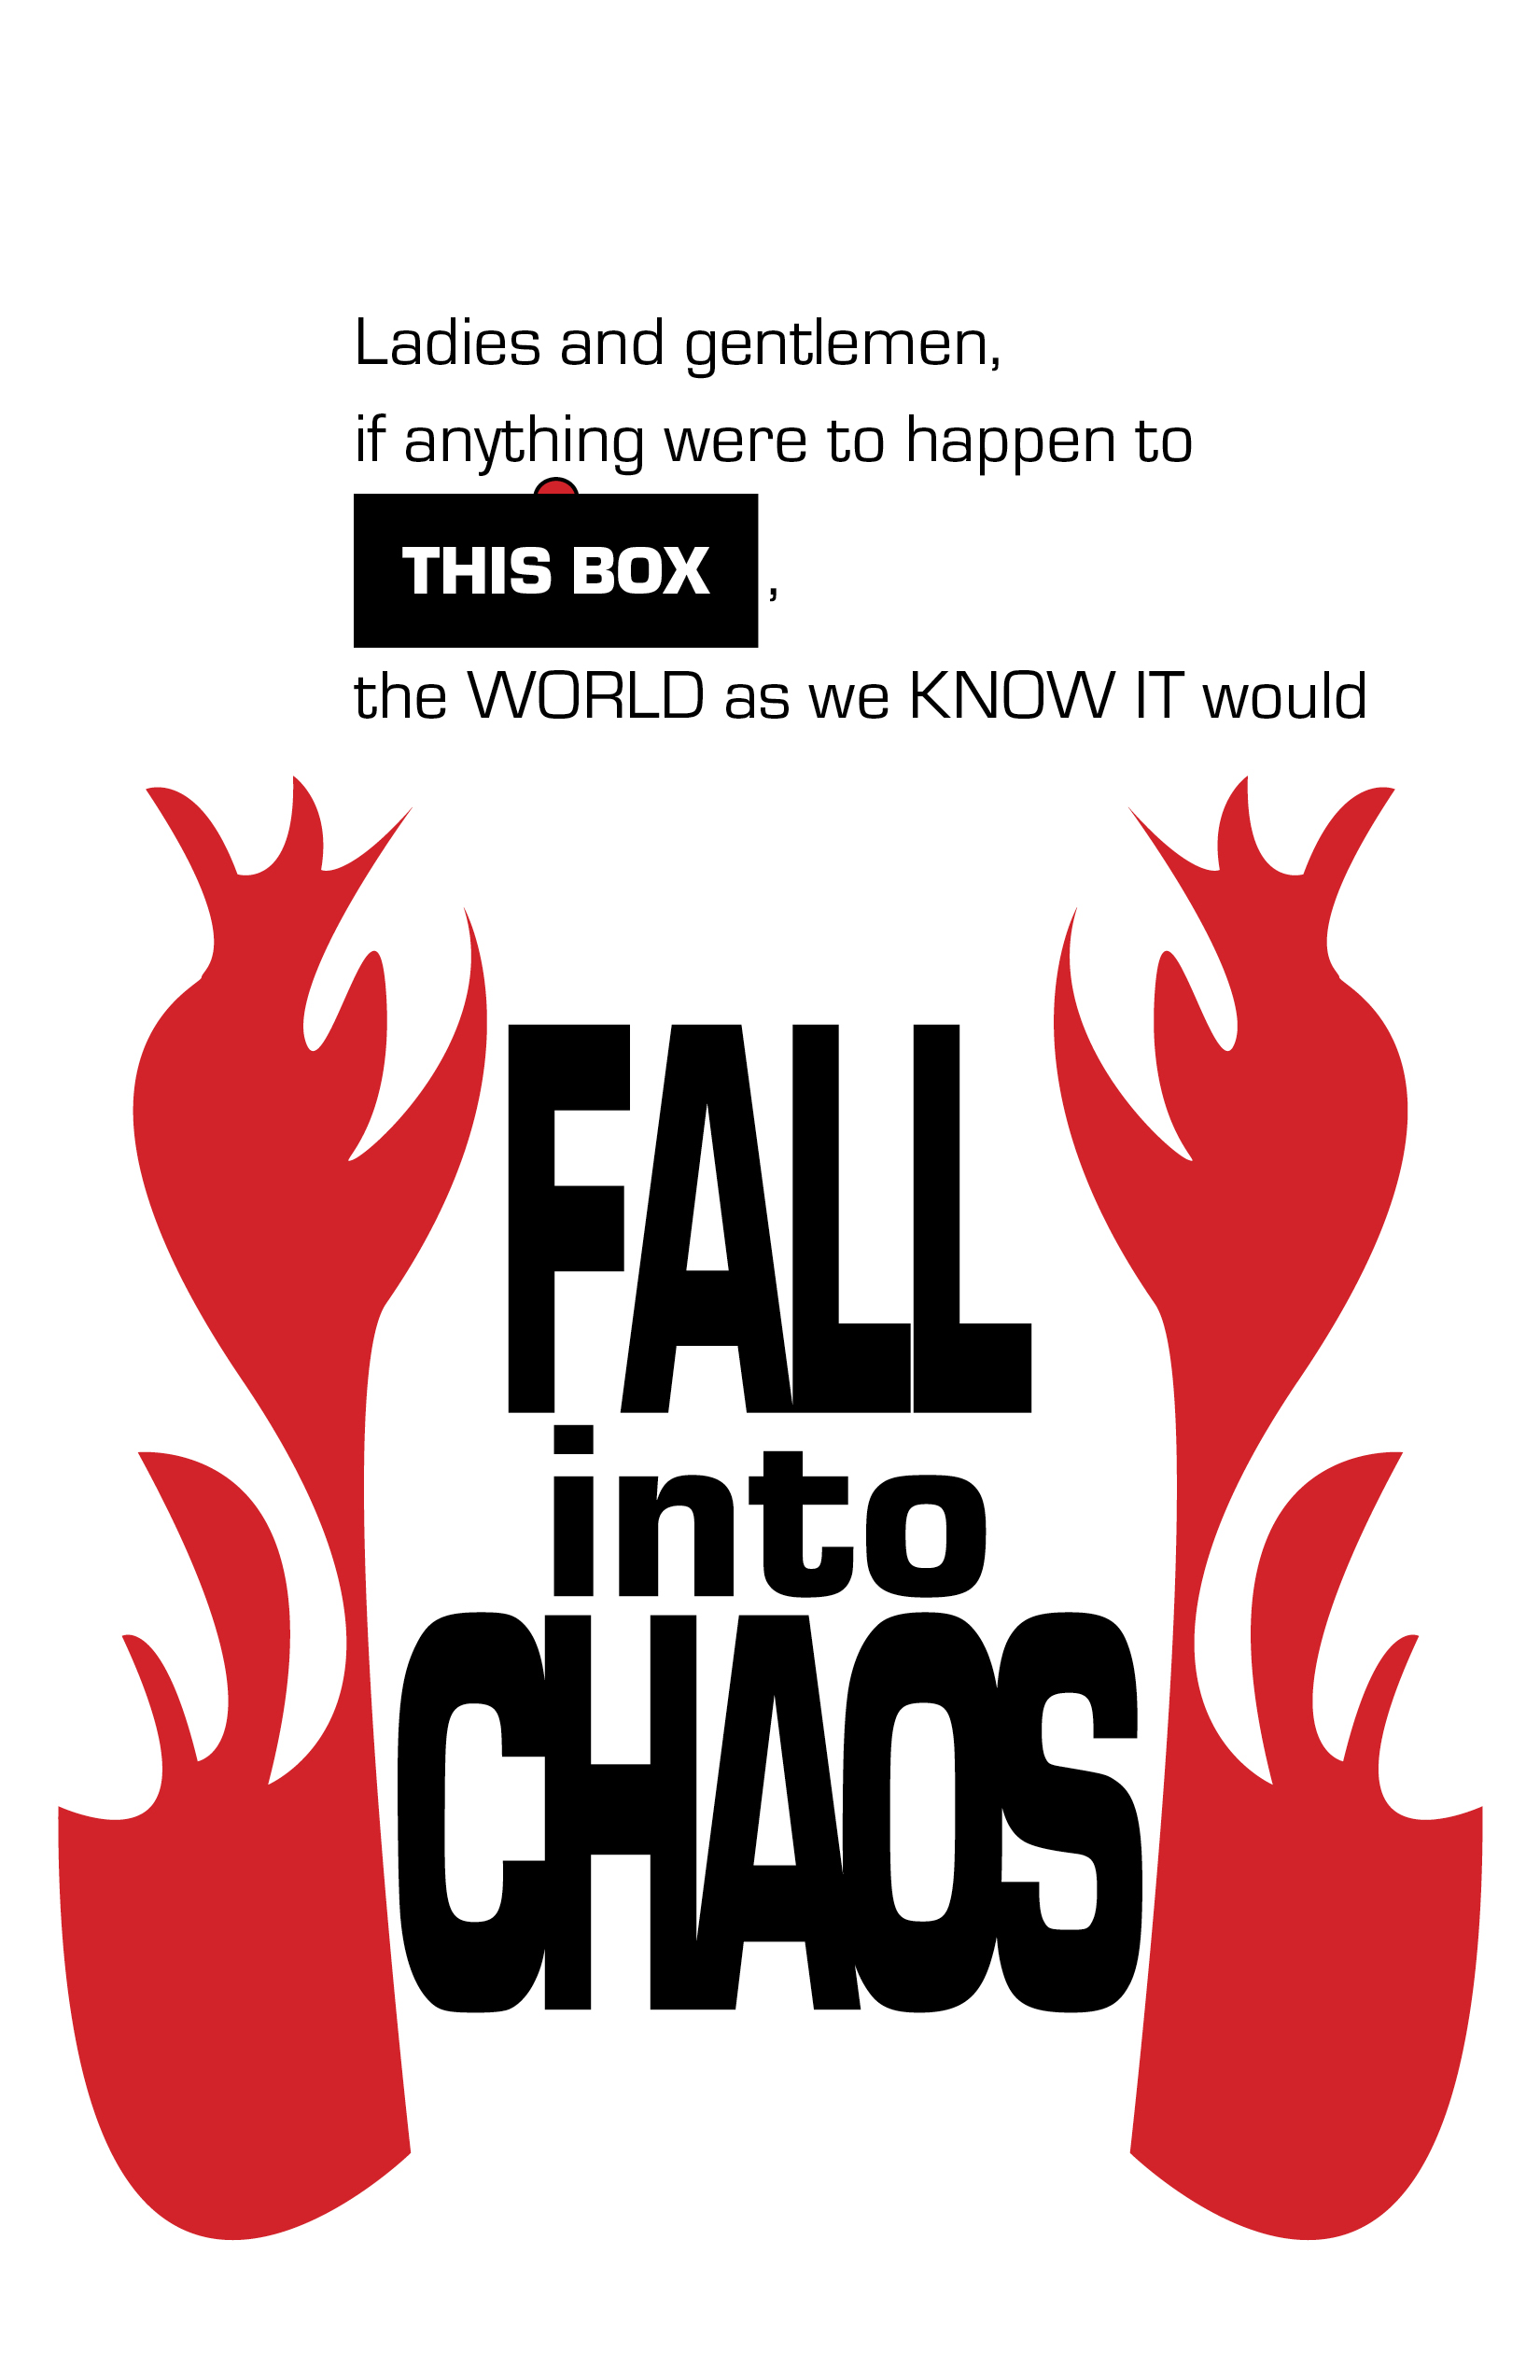 Ladies and gentlemen,
if anything were to happen to
THIS BOX,
the WORLD as we KNOW IT would
FALL
into
CHAOS